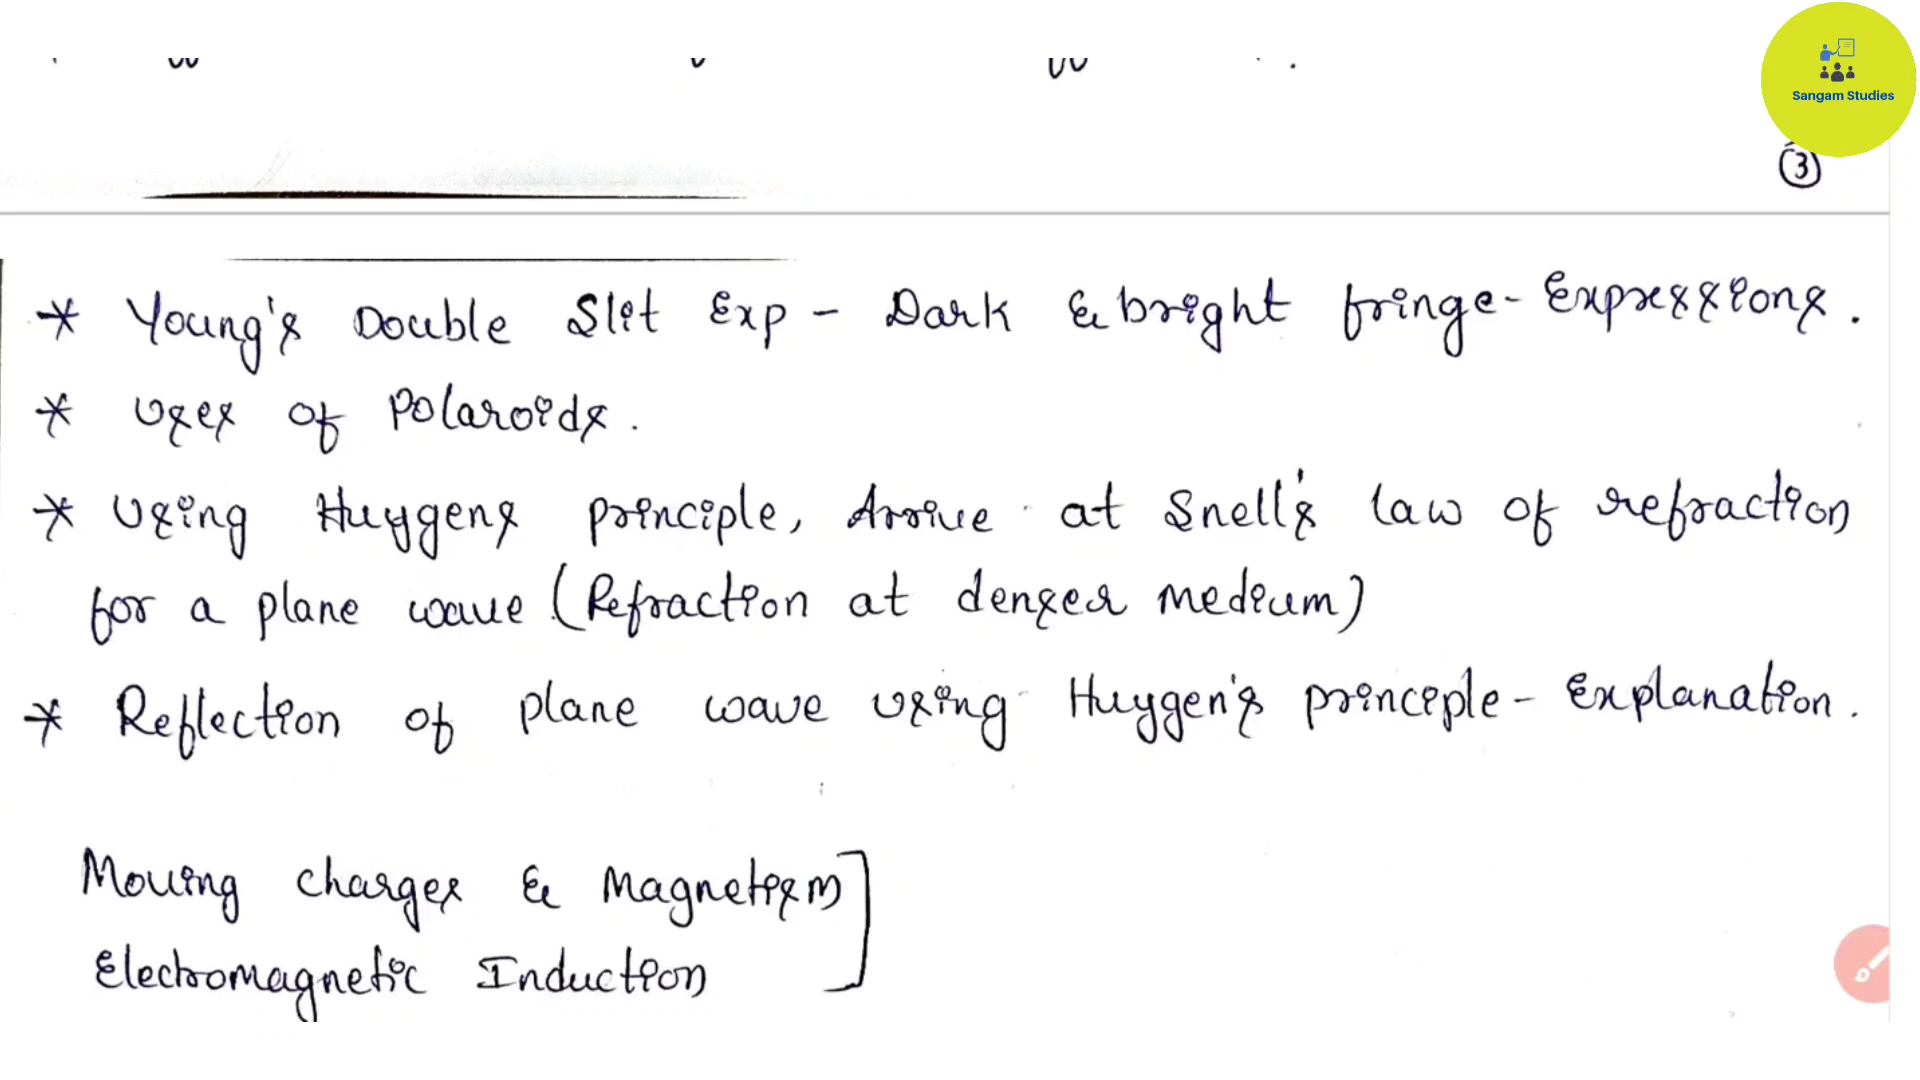 Sangam Studies
3
* Young's Double Slit Exp - Dark & bright fringe - Expressions.
* Uses of Polaroids.
* Using Huygens principle, Arrive at Snell's law of refraction
for a plane wave (Refraction at denser medium)
* Reflection of plane wave using Huygen's principle - Explanation.
Moving charges & Magnetism]
Electromagnetic Induction